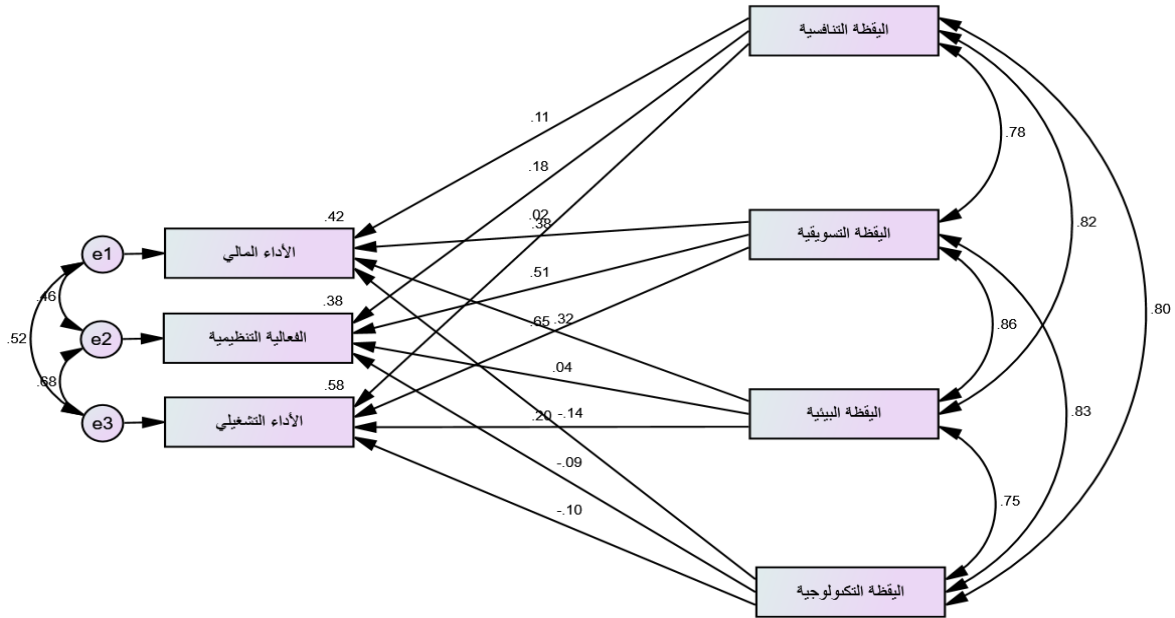 اليقظة التنافسية
.11
.78
.18
.42
.02
.38
اليقظة التسويقية
.82
e1
الأداء المالي
.51
.46
.38
.80
.65
.32
.86
.52
e2
الفعالية التنظيمية
.04
.68
.58
.20
-.14
اليقظة البيئية
.83
e3
الأداء التشغيلي
-.09
.75
-.10
اليقظة التكنولوجية